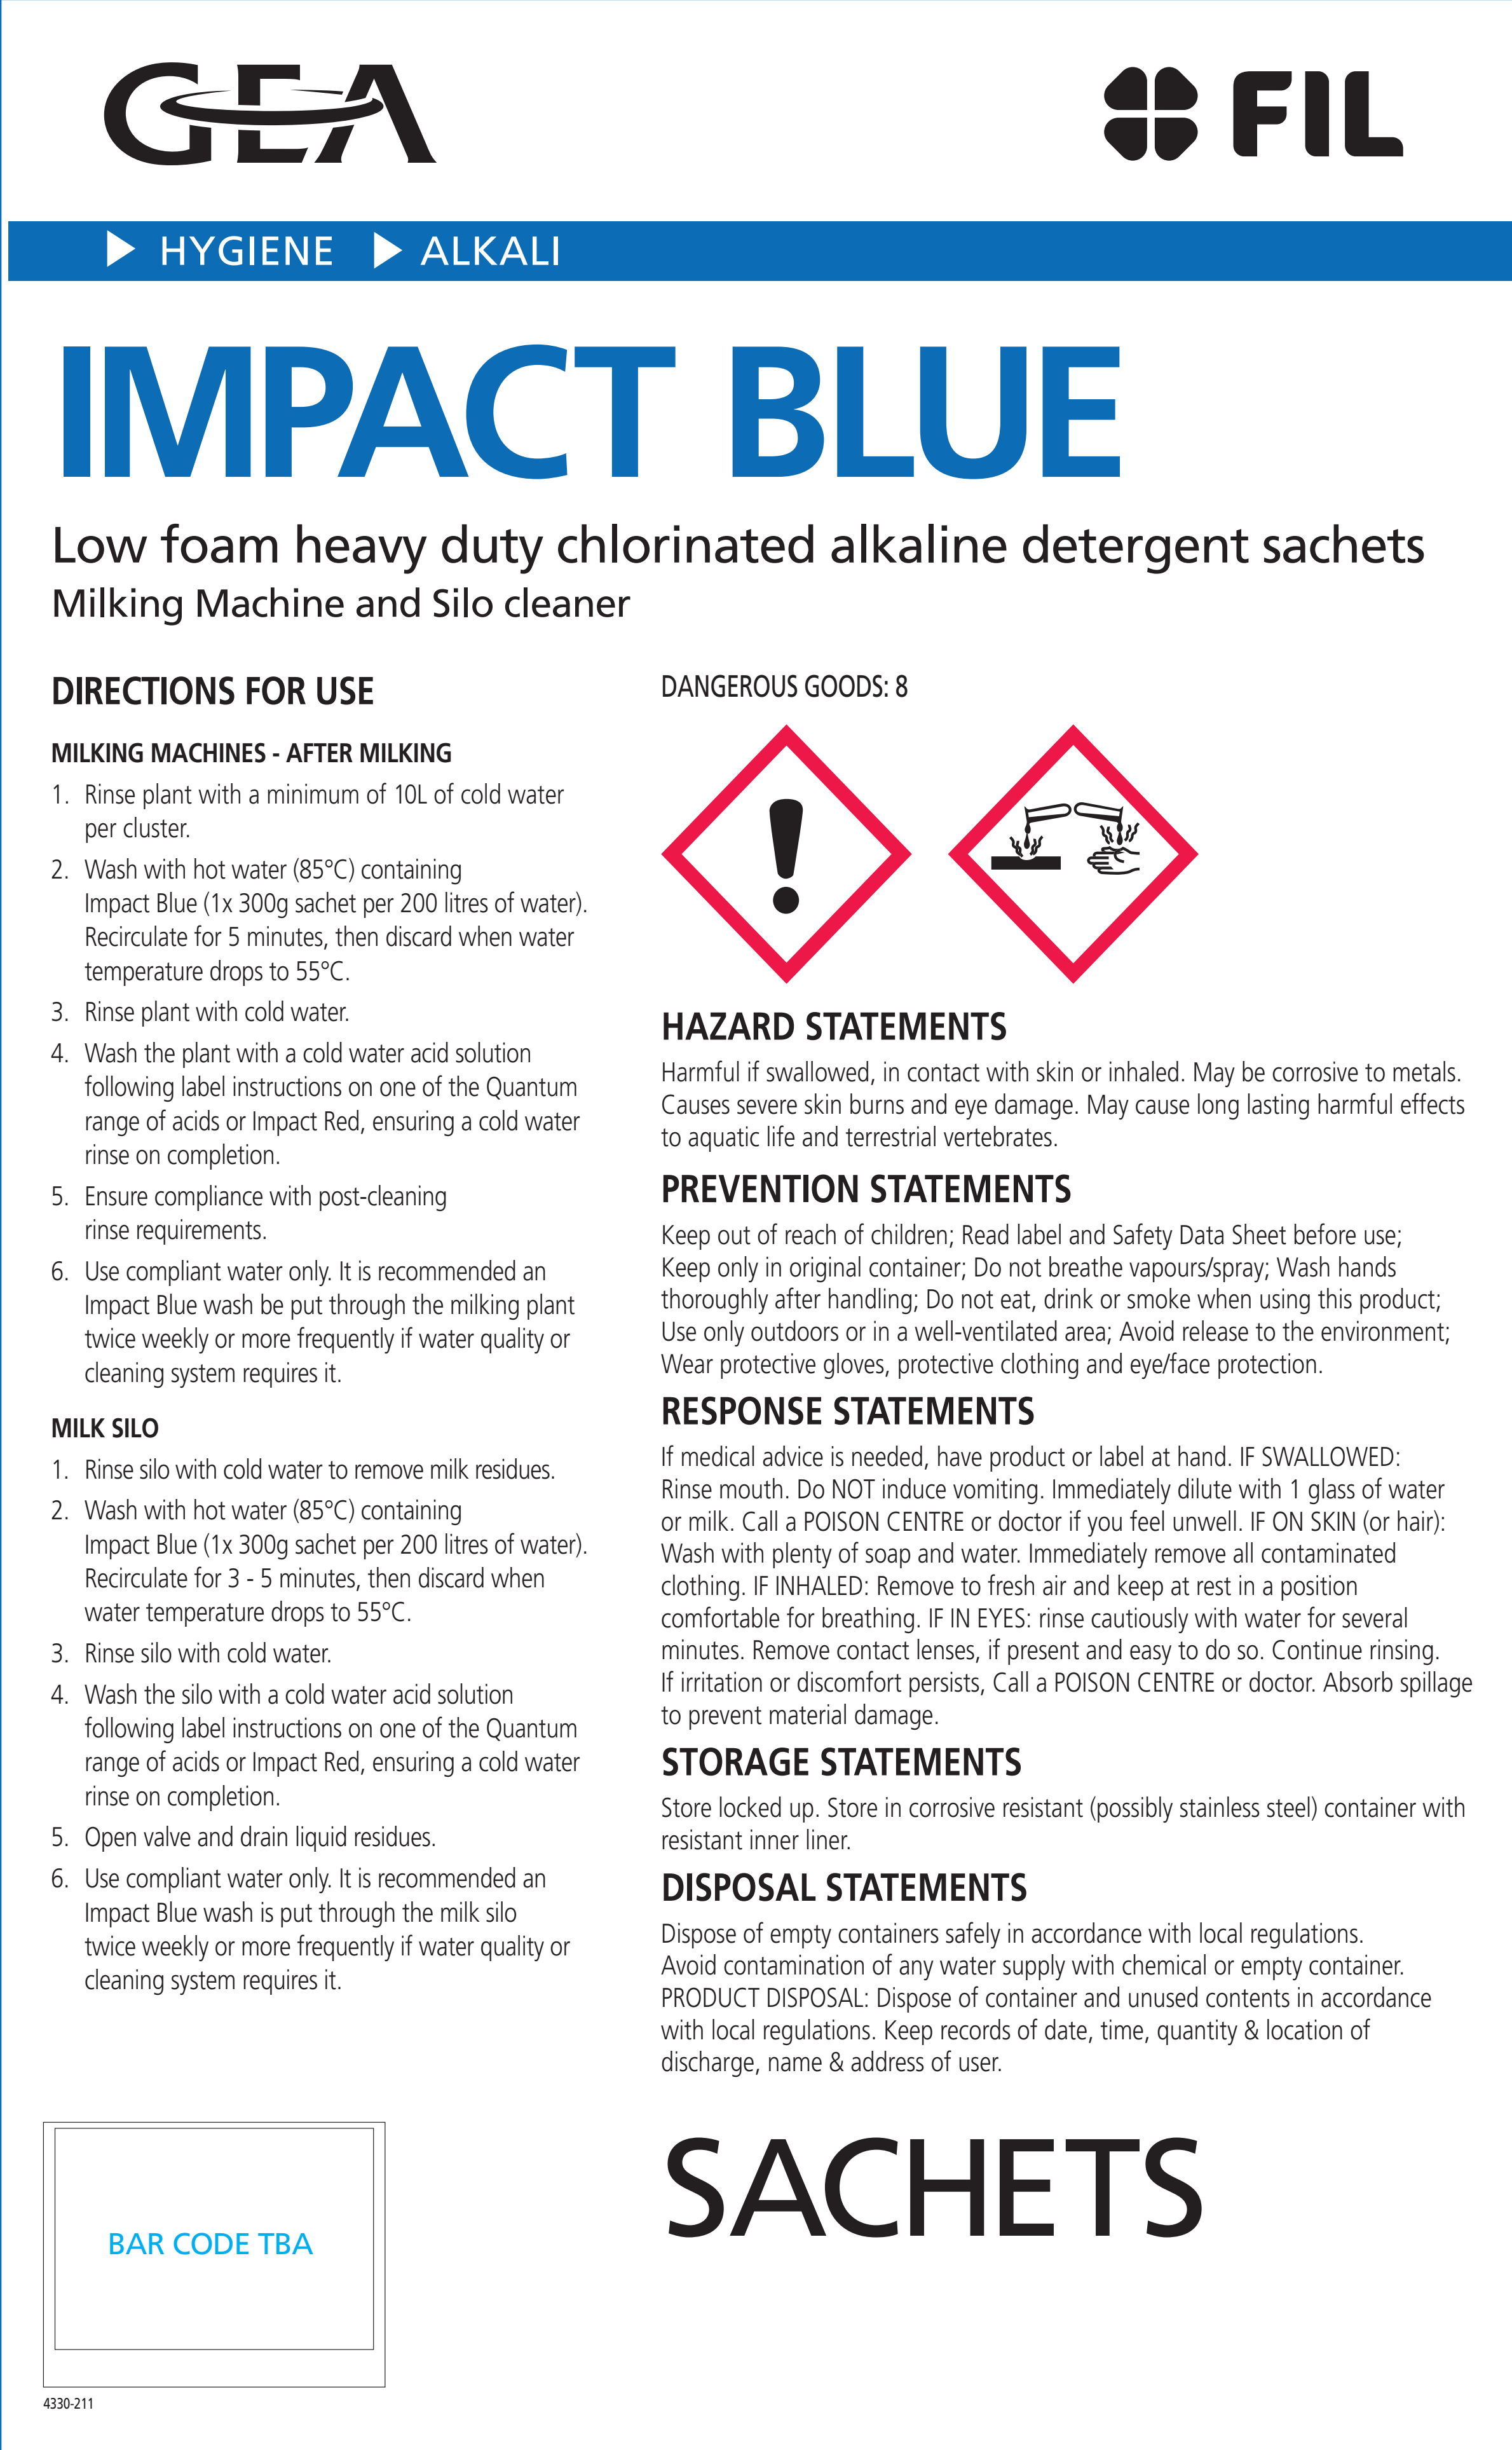 GEA
FIL
HYGIENE ALKALI
IMPACT BLUE
Low foam heavy duty chlorinated alkaline detergent sachets
Milking Machine and Silo cleaner
DIRECTIONS FOR USE
MILKING MACHINES - AFTER MILKING
1. Rinse plant with a minimum of 10L of cold water
per cluster.
2. Wash with hot water (85°C) containing
Impact Blue (1x 300g sachet per 200 litres of water).
Recirculate for 5 minutes, then discard when water
temperature drops to 55°C.
3. Rinse plant with cold water.
4. Wash the plant with a cold water acid solution
following label instructions on one of the Quantum
range of acids or Impact Red, ensuring a cold water
rinse on completion.
5. Ensure compliance with post-cleaning
rinse requirements.
6. Use compliant water only. It is recommended an
Impact Blue wash be put through the milking plant
twice weekly or more frequently if water quality or
cleaning system requires it.
MILK SILO
1. Rinse silo with cold water to remove milk residues.
2. Wash with hot water (85°C) containing
Impact Blue (1x 300g sachet per 200 litres of water).
Recirculate for 3 - 5 minutes, then discard when
water temperature drops to 55°C.
3. Rinse silo with cold water.
4. Wash the silo with a cold water acid solution
following label instructions on one of the Quantum
range of acids or Impact Red, ensuring a cold water
rinse on completion.
5. Open valve and drain liquid residues.
6. Use compliant water only. It is recommended an
Impact Blue wash is put through the milk silo
twice weekly or more frequently if water quality or
cleaning system requires it.
DANGEROUS GOODS: 8
HAZARD STATEMENTS
Harmful if swallowed, in contact with skin or inhaled. May be corrosive to metals.
Causes severe skin burns and eye damage. May cause long lasting harmful effects
to aquatic life and terrestrial vertebrates.
PREVENTION STATEMENTS
Keep out of reach of children; Read label and Safety Data Sheet before use;
Keep only in original container; Do not breathe vapours/spray; Wash hands
thoroughly after handling; Do not eat, drink or smoke when using this product;
Use only outdoors or in a well-ventilated area; Avoid release to the environment;
Wear protective gloves, protective clothing and eye/face protection.
RESPONSE STATEMENTS
If medical advice is needed, have product or label at hand. IF SWALLOWED:
Rinse mouth. Do NOT induce vomiting. Immediately dilute with 1 glass of water
or milk. Call a POISON CENTRE or doctor if you feel unwell. IF ON SKIN (or hair):
Wash with plenty of soap and water. Immediately remove all contaminated
clothing. IF INHALED: Remove to fresh air and keep at rest in a position
comfortable for breathing. IF IN EYES: rinse cautiously with water for several
minutes. Remove contact lenses, if present and easy to do so. Continue rinsing.
If irritation or discomfort persists, Call a POISON CENTRE or doctor. Absorb spillage
to prevent material damage.
STORAGE STATEMENTS
Store locked up. Store in corrosive resistant (possibly stainless steel) container with
resistant inner liner.
DISPOSAL STATEMENTS
Dispose of empty containers safely in accordance with local regulations.
Avoid contamination of any water supply with chemical or empty container.
PRODUCT DISPOSAL: Dispose of container and unused contents in accordance
with local regulations. Keep records of date, time, quantity & location of
discharge, name & address of user.
SACHETS
BAR CODE TBA
4330-211